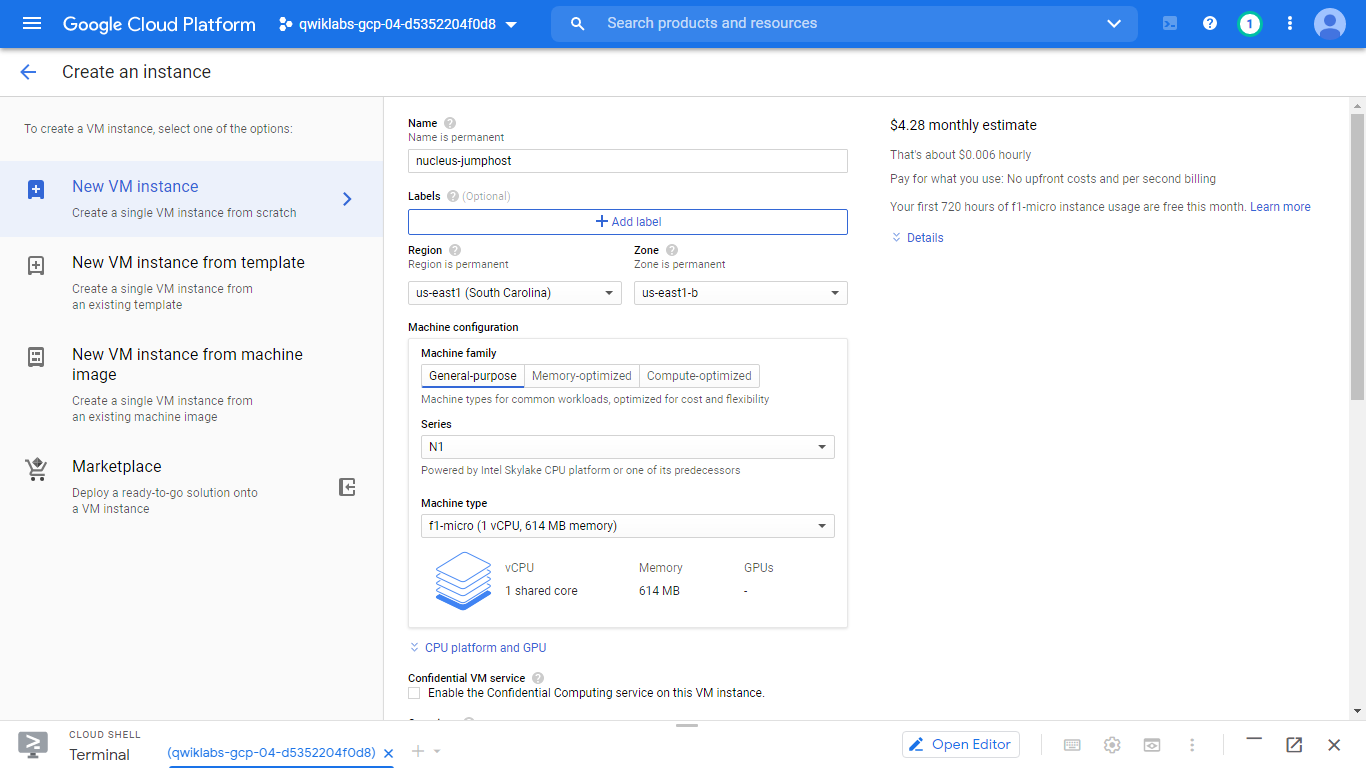 Google Cloud Platform
qwiklabs-gcp-04-d5352204f0d8
Search products and resources
1
Create an instance
To create a VM instance, select one of the options:
New VM instance
Create a single VM instance from scratch
New VM instance from template
Create a single VM instance from
an existing template
New VM instance from machine
image
Create a single VM instance from
an existing machine image
Marketplace
Deploy a ready-to-go solution onto
a VM instance
Name
Name is permanent
nucleus-jumphost
Labels (Optional)
Add label
Region
Region is permanent
us-east1 (South Carolina)
Zone
Zone is permanent
us-east1-b
Machine configuration
Machine family
General-purpose Memory-optimized Compute-optimized
Machine types for common workloads, optimized for cost and flexibility
Series
N1
Powered by Intel Skylake CPU platform or one of its predecessors
Machine type
f1-micro (1 vCPU, 614 MB memory)
vCPU Memory GPUs
1 shared core 614 MB -
CPU platform and GPU
Confidential VM service
Enable the Confidential Computing service on this VM instance.
$4.28 monthly estimate
That's about $0.006 hourly
Pay for what you use: No upfront costs and per second billing
Your first 720 hours of f1-micro instance usage are free this month. Learn more
Details
CLOUD SHELL
Terminal
(qwiklabs-gcp-04-d5352204f0d8)
Open Editor